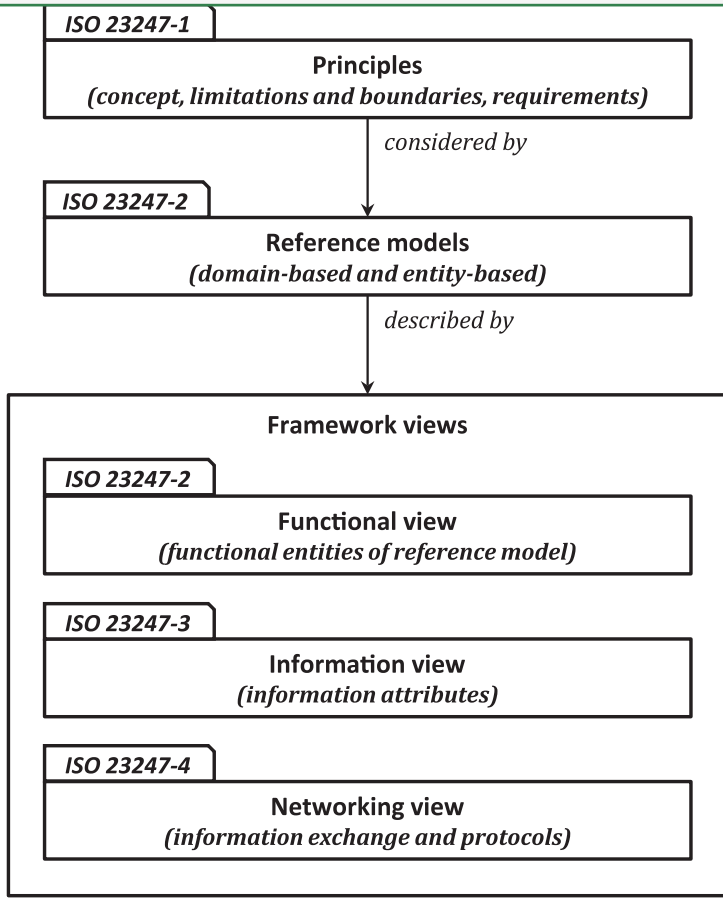 ISO 23247-1
Principles
(concept, limitations and boundaries, requirements)
considered by
ISO 23247-2
Reference models
(domain-based and entity-based)
described by
Framework views
ISO 23247-2
Functional view
(functional entities of reference model)
ISO 23247-3
Information view
(information attributes)
ISO 23247-4
Networking view
(information exchange and protocols)